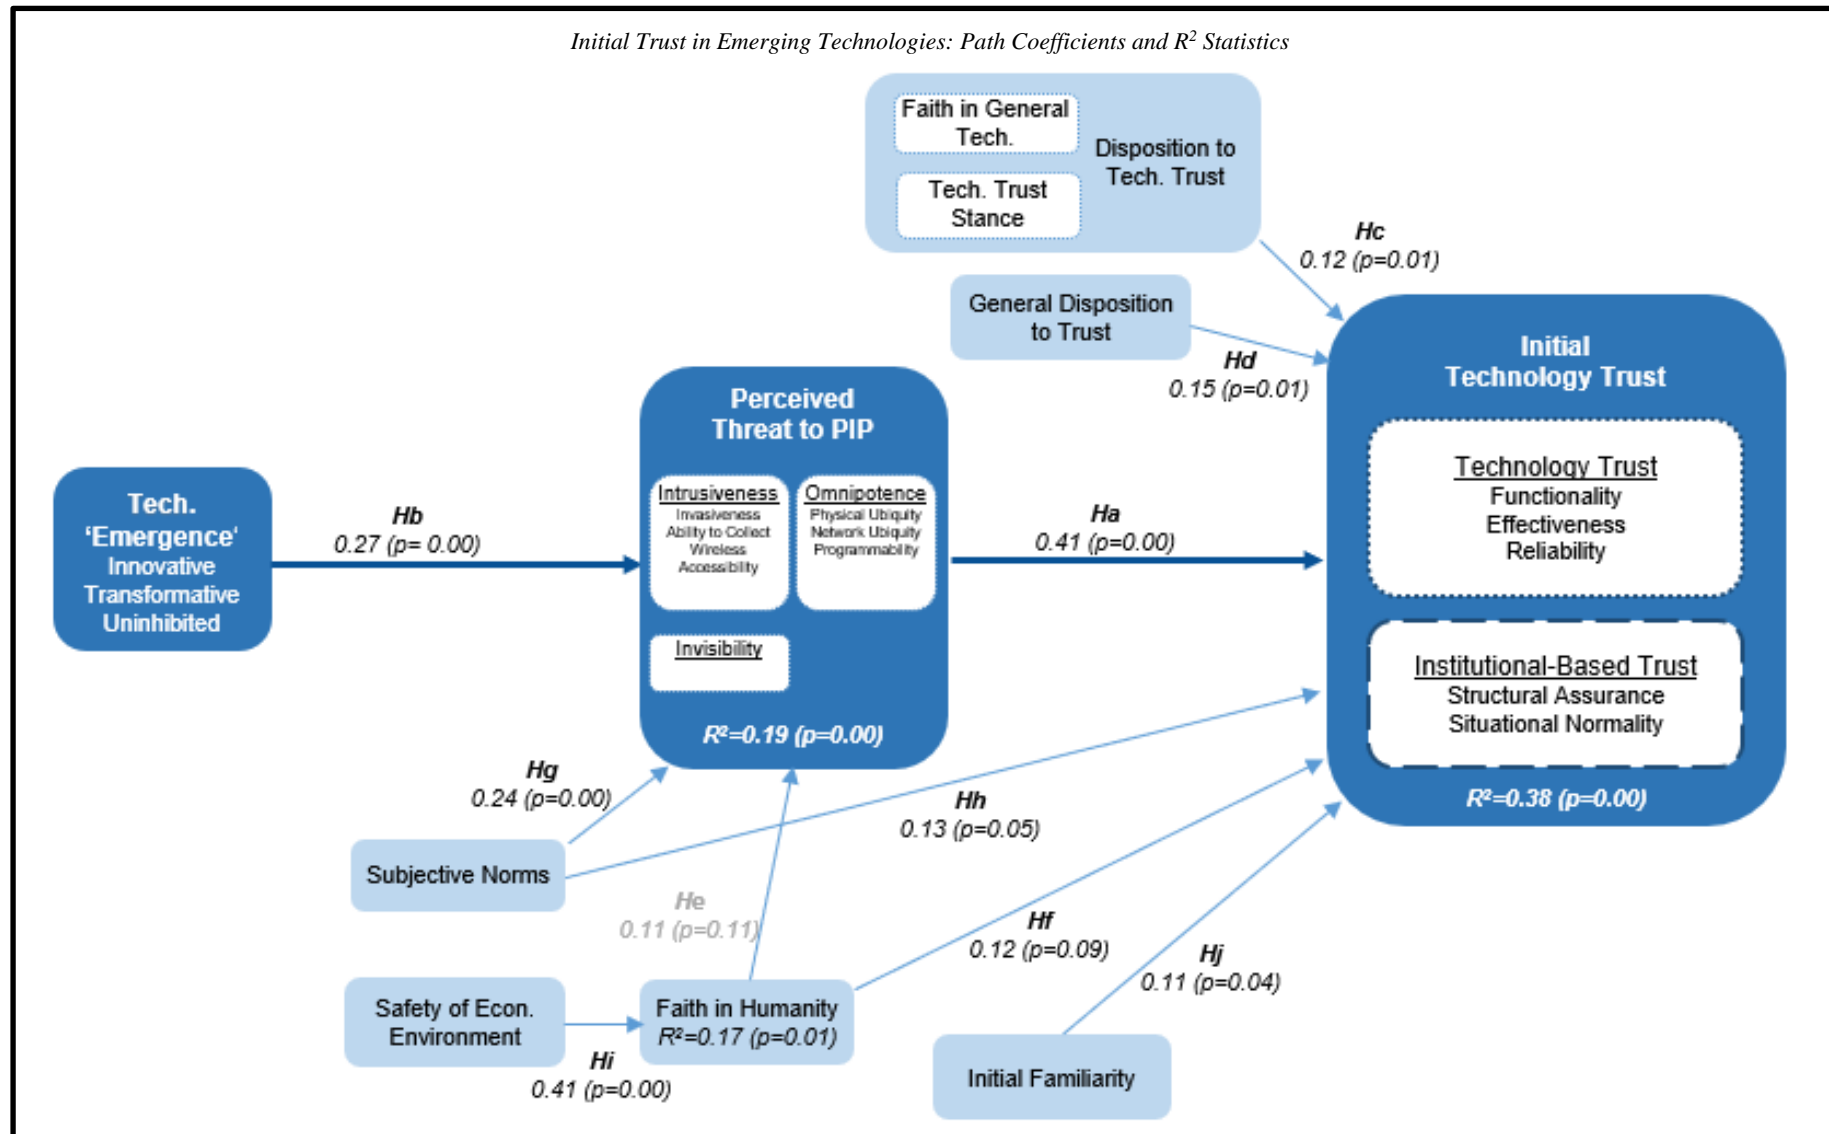 Initial Trust in Emerging Technologies: Path Coefficients and R² Statistics
Faith in General
Tech.
Tech. Trust
Stance
Disposition to
Tech. Trust
Hc
0.12 (p=0.01)
General Disposition
to Trust
Hd
0.15 (p=0.01)
Initial
Technology Trust
Technology Trust
Functionality
Effectiveness
Reliability
Institutional-Based Trust
Structural Assurance
Situational Normality
R²=0.38 (p=0.00)
Perceived
Threat to PIP
Intrusiveness
Invasiveness
Ability to Collect
Wireless
Accessibility
Omnipotence
Physical Ubiquity
Network Ubiquity
Programmability
Invisibility
R²=0.19 (p=0.00)
Ha
0.41 (p=0.00)
Tech.
‘Emergence‘
Innovative
Transformative
Uninhibited
Hb
0.27 (p= 0.00)
Hg
0.24 (p=0.00)
Hh
0.13 (p=0.05)
Subjective Norms
He
0.11 (p=0.11)
Hf
0.12 (p=0.09)
Hj
0.11 (p=0.04)
Safety of Econ.
Environment
Faith in Humanity
R²=0.17 (p=0.01)
Hi
0.41 (p=0.00)
Initial Familiarity